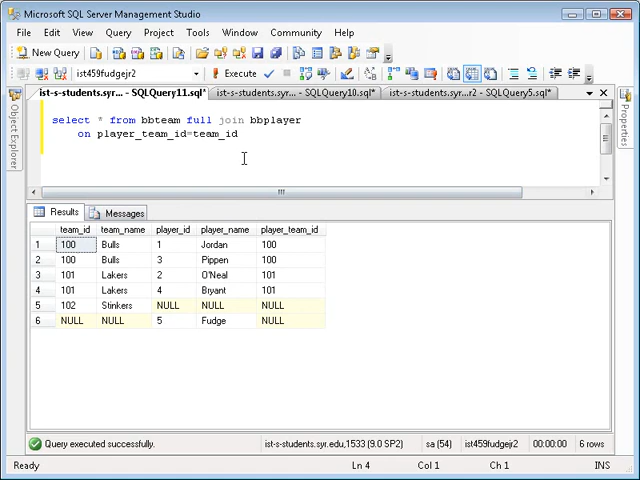 Microsoft SQL Server Management Studio
File Edit View Query Project Tools Window Community Help
New Query
ist459fudgejr2 Execute
ist-s-students.syr... - SQLQuery11.sql* ist-s-students.syr... - SQLQuery10.sql* ist-s-students.syr...r2 - SQLQuery5.sql*
Object Explorer
Properties
select * from bbteam full join bbplayer
on player_team_id=team_id
Results Messages
team_id team_name player_id player_name player_team_id
1 100 Bulls 1 Jordan 100
2 100 Bulls 3 Pippen 100
3 101 Lakers 2 O'Neal 101
4 101 Lakers 4 Bryant 101
5 102 Stinkers NULL NULL NULL
6 NULL NULL 5 Fudge NULL
Query executed successfully. ist-s-students.syr.edu,1533 (9.0 SP2) sa (54) ist459fudgejr2 00:00:00 6 rows
Ready Ln 4 Col 1 Ch 1 INS